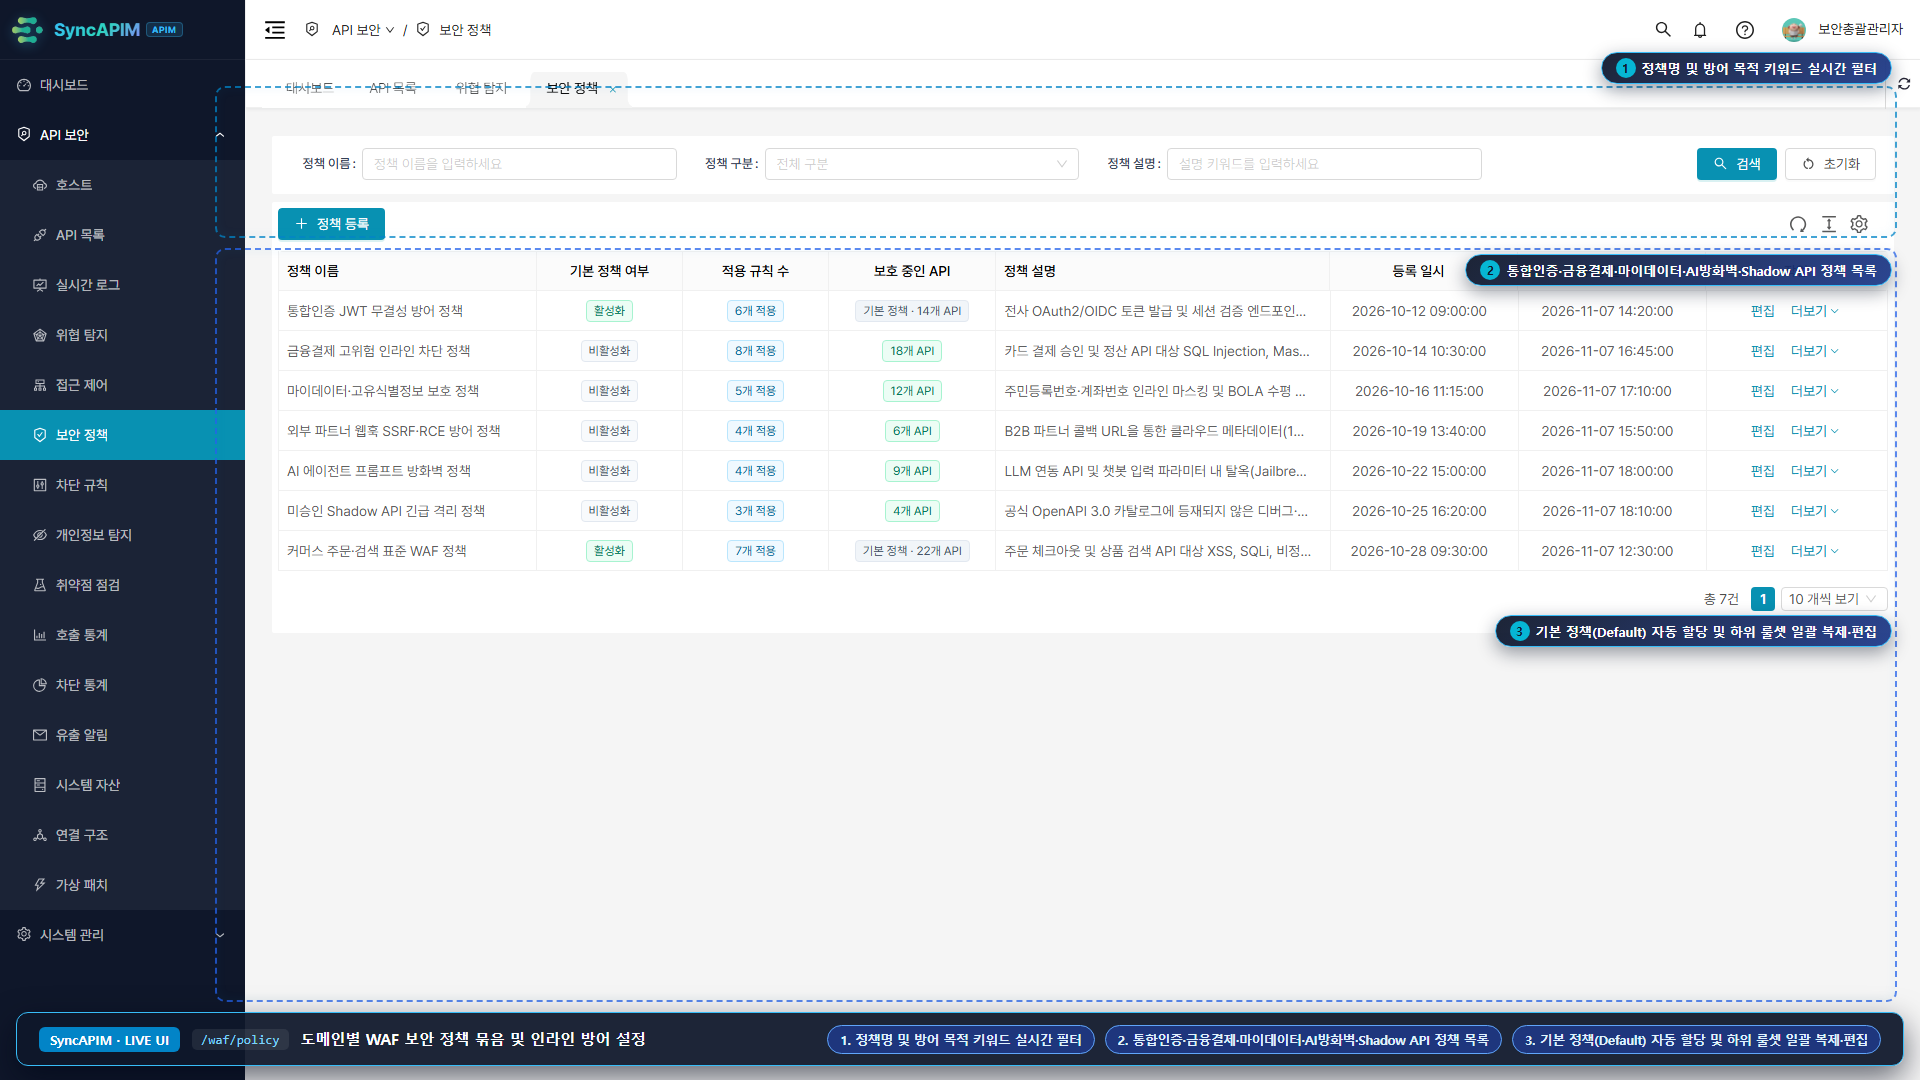 SyncAPIM APIM
API 보안 / 보안 정책
보안총괄관리자
1 정책명 및 방어 목적 키워드 실시간 필터
대시보드
API 보안
호스트
API 목록
실시간 로그
위협 탐지
접근 제어
보안 정책
차단 규칙
개인정보 탐지
취약점 점검
호출 통계
차단 통계
유출 알림
시스템 자산
연결 구조
가상 패치
시스템 관리
대시보드 API 목록 위협 탐지 보안 정책 ×
정책 이름 : 정책 이름을 입력하세요 정책 구분 : 전체 구분 정책 설명 : 설명 키워드를 입력하세요 검색 초기화
+ 정책 등록
정책 이름 기본 정책 여부 적용 규칙 수 보호 중인 API 정책 설명 등록 일시
2 통합인증·금융결제·마이데이터·AI방화벽·Shadow API 정책 목록
통합인증 JWT 무결성 방어 정책 활성화 6개 적용 기본 정책 · 14개 API 전사 OAuth2/OIDC 토큰 발급 및 세션 검증 엔드포인... 2026-10-12 09:00:00 2026-11-07 14:20:00 편집 더보기
금융결제 고위험 인라인 차단 정책 비활성화 8개 적용 18개 API 카드 결제 승인 및 정산 API 대상 SQL Injection, Mas... 2026-10-14 10:30:00 2026-11-07 16:45:00 편집 더보기
마이데이터·고유식별정보 보호 정책 비활성화 5개 적용 12개 API 주민등록번호·계좌번호 인라인 마스킹 및 BOLA 수평 ... 2026-10-16 11:15:00 2026-11-07 17:10:00 편집 더보기
외부 파트너 웹훅 SSRF·RCE 방어 정책 비활성화 4개 적용 6개 API B2B 파트너 콜백 URL을 통한 클라우드 메타데이터(1... 2026-10-19 13:40:00 2026-11-07 15:50:00 편집 더보기
AI 에이전트 프롬프트 방화벽 정책 비활성화 4개 적용 9개 API LLM 연동 API 및 챗봇 입력 파라미터 내 탈옥(Jailbre... 2026-10-22 15:00:00 2026-11-07 18:00:00 편집 더보기
미승인 Shadow API 긴급 격리 정책 비활성화 3개 적용 4개 API 공식 OpenAPI 3.0 카탈로그에 등재되지 않은 디버그·... 2026-10-25 16:20:00 2026-11-07 18:10:00 편집 더보기
커머스 주문·검색 표준 WAF 정책 활성화 7개 적용 기본 정책 · 22개 API 주문 체크아웃 및 상품 검색 API 대상 XSS, SQLi, 비정... 2026-10-28 09:30:00 2026-11-07 12:30:00 편집 더보기
총 7건 1 10 개씩 보기
3 기본 정책(Default) 자동 할당 및 하위 룰셋 일괄 복제·편집
SyncAPIM · LIVE UI /waf/policy 도메인별 WAF 보안 정책 묶음 및 인라인 방어 설정 1. 정책명 및 방어 목적 키워드 실시간 필터 2. 통합인증·금융결제·마이데이터·AI방화벽·Shadow API 정책 목록 3. 기본 정책(Default) 자동 할당 및 하위 룰셋 일괄 복제·편집